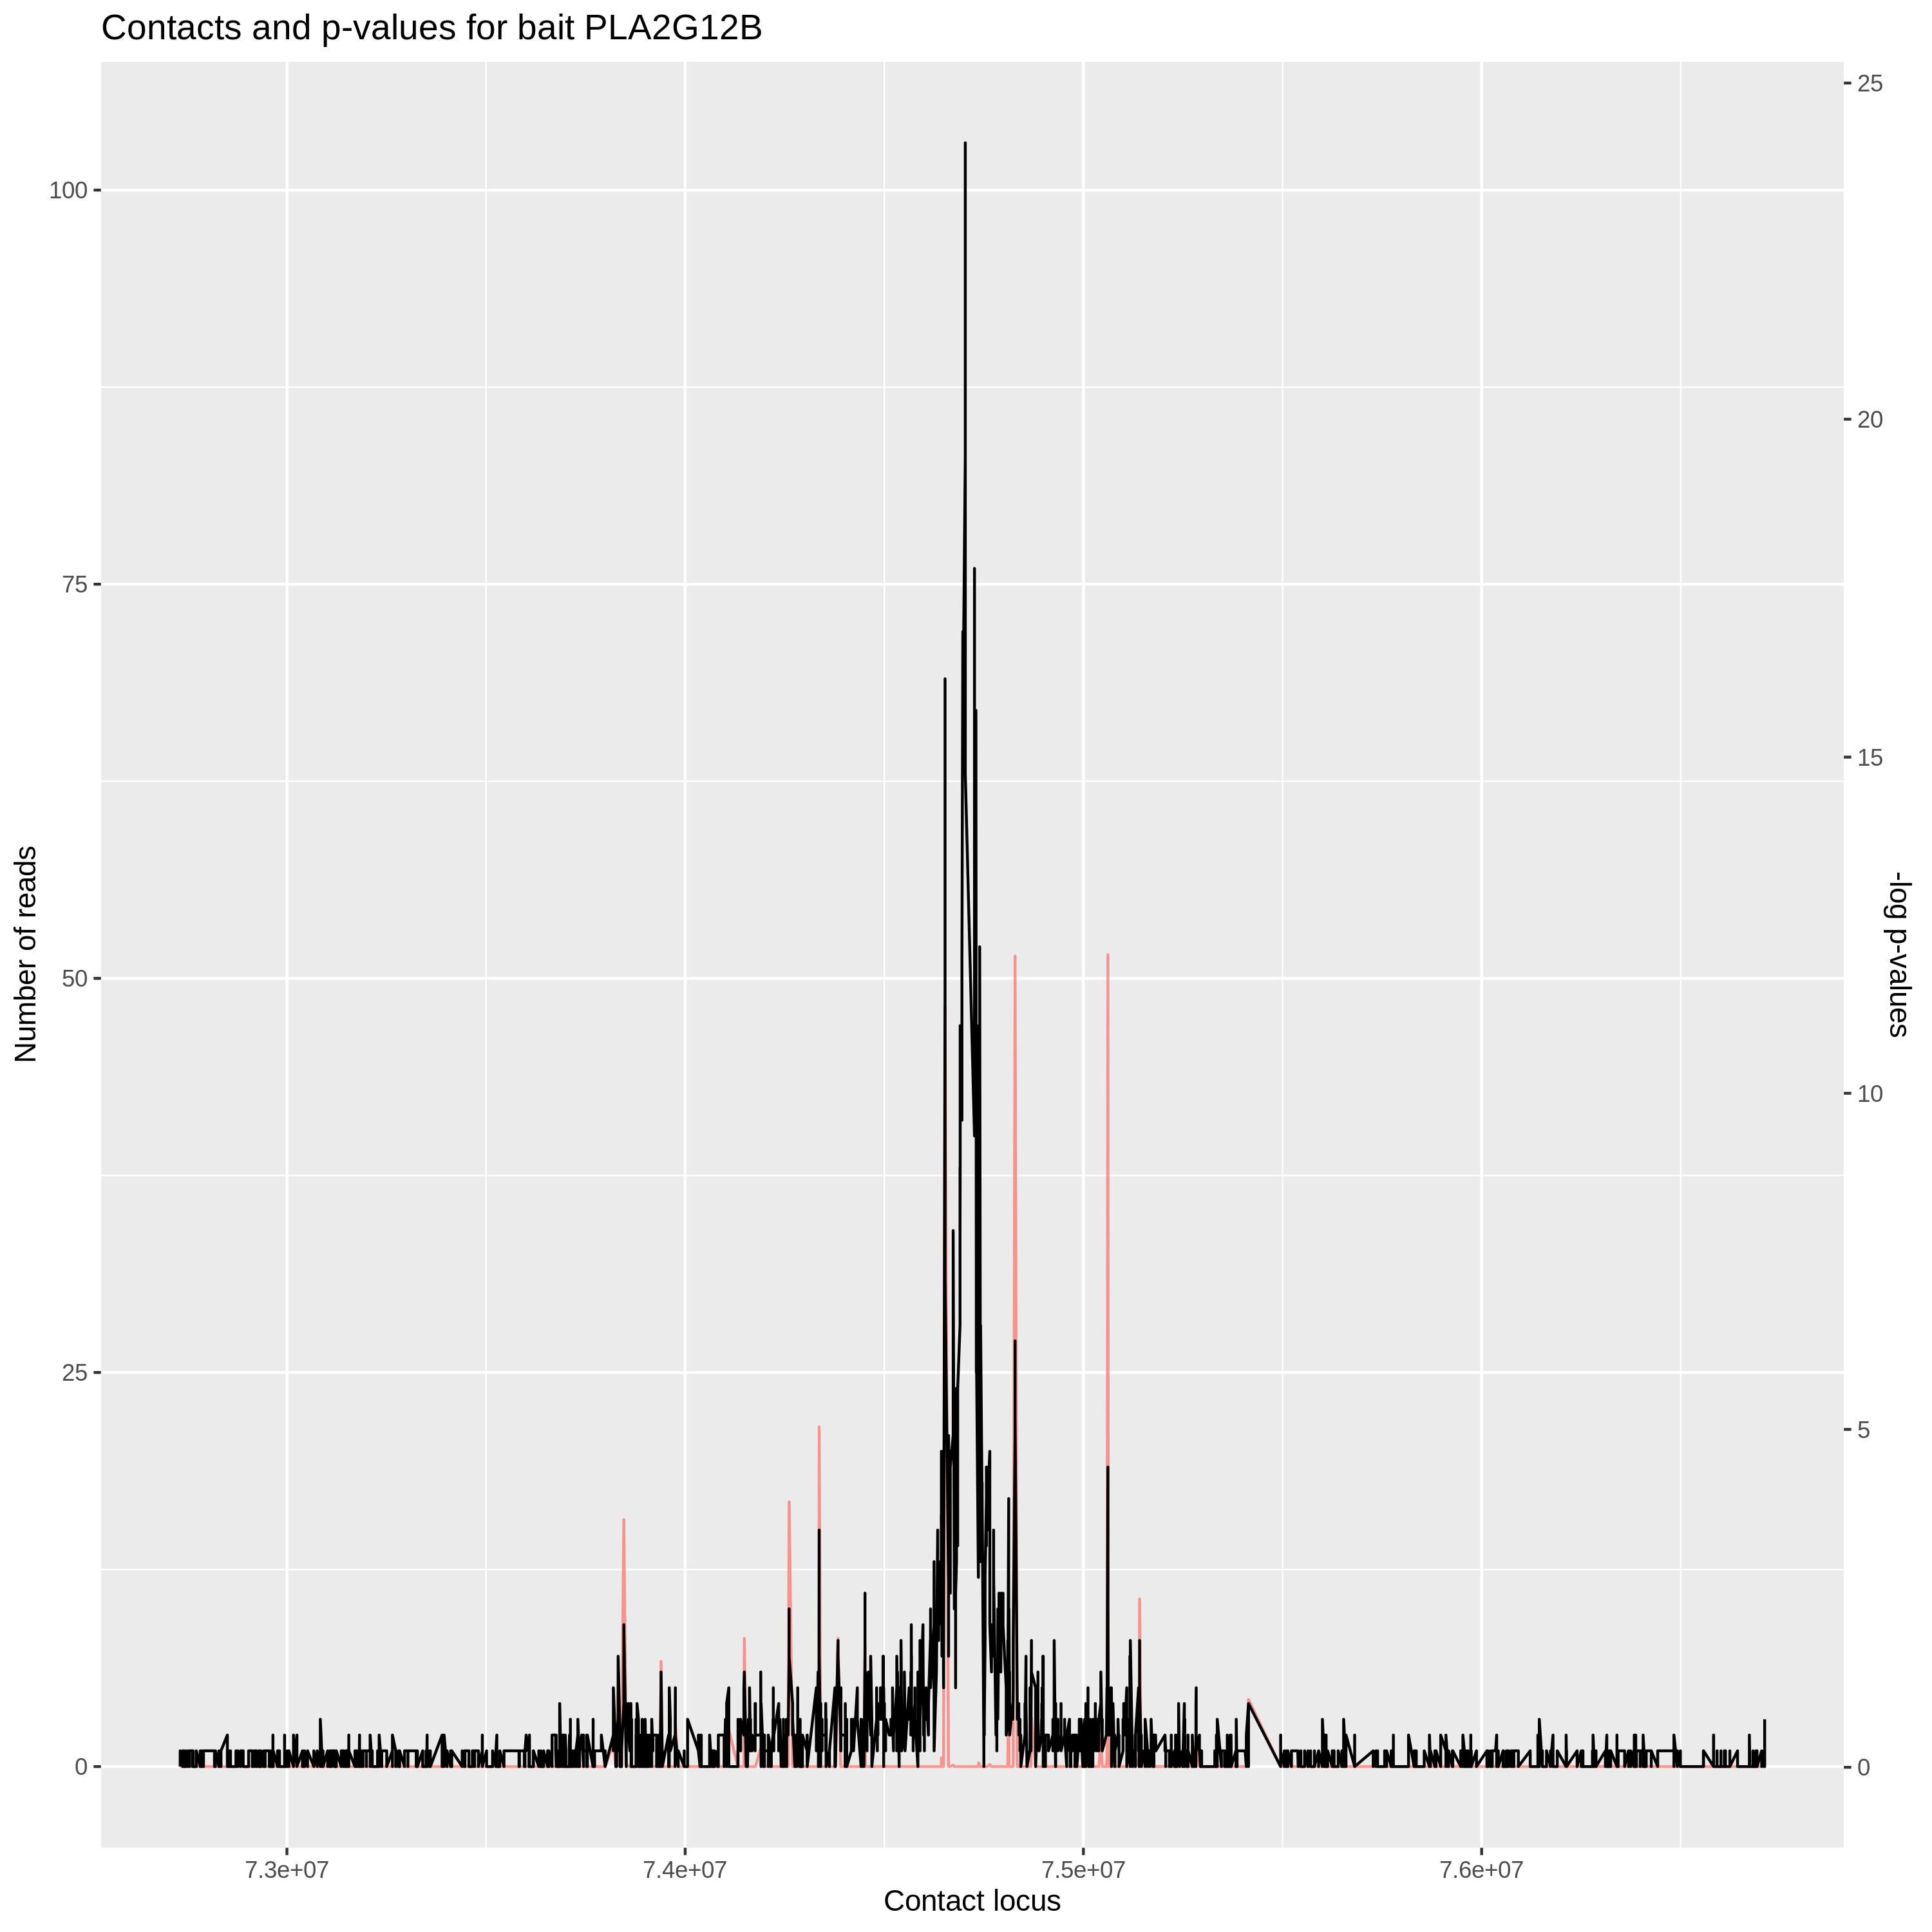 Contacts and p-values for bait PLA2G12B
100
75
50
25
0
Number of reads
25
20
15
10
5
0
-log p-values
7.3e+07
7.4e+07
7.5e+07
7.6e+07
Contact locus